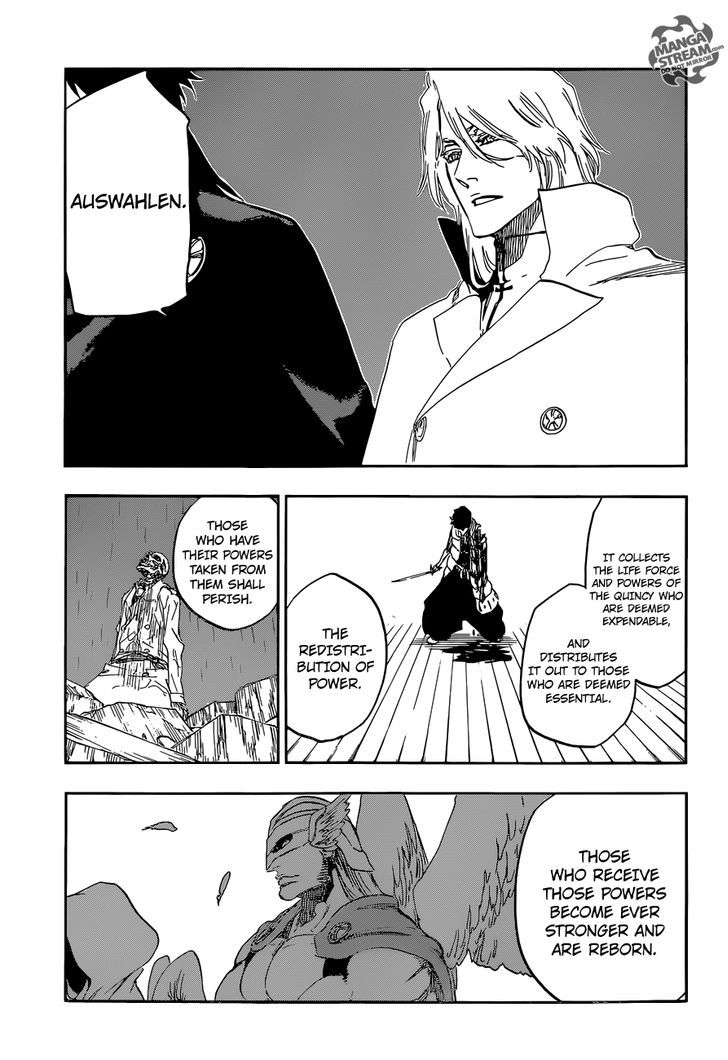 MANGA
STREAM.com
DO NOT MIRROR
AUSWAHLEN.
IT COLLECTS
THE LIFE FORCE
AND POWERS OF
THE QUINCY WHO
ARE DEEMED
EXPENDABLE,
AND
DISTRIBUTES
IT OUT TO THOSE
WHO ARE DEEMED
ESSENTIAL.
THE
REDISTRI-
BUTION OF
POWER.
THOSE
WHO HAVE
THEIR POWERS
TAKEN FROM
THEM SHALL
PERISH.
THOSE
WHO RECEIVE
THOSE POWERS
BECOME EVER
STRONGER AND
ARE REBORN.